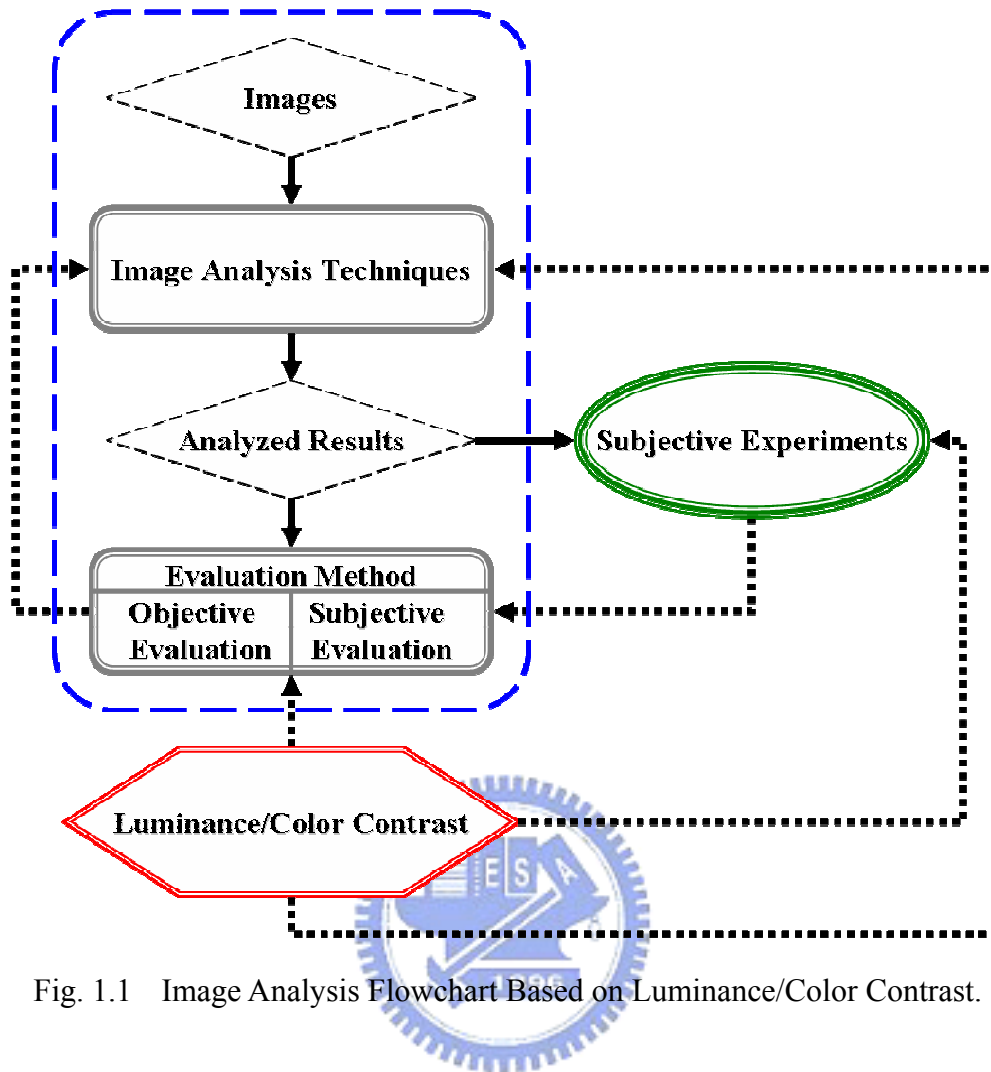 Images
Image Analysis Techniques
Analyzed Results
Subjective Experiments
Evaluation Method
Objective Evaluation
Subjective Evaluation
Luminance/Color Contrast
E S A
1896
Fig. 1.1 Image Analysis Flowchart Based on Luminance/Color Contrast.